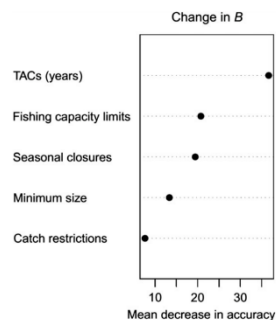 Change in B
TACs (years)
Fishing capacity limits
Seasonal closures
Minimum size
Catch restrictions
10 20 30
Mean decrease in accuracy